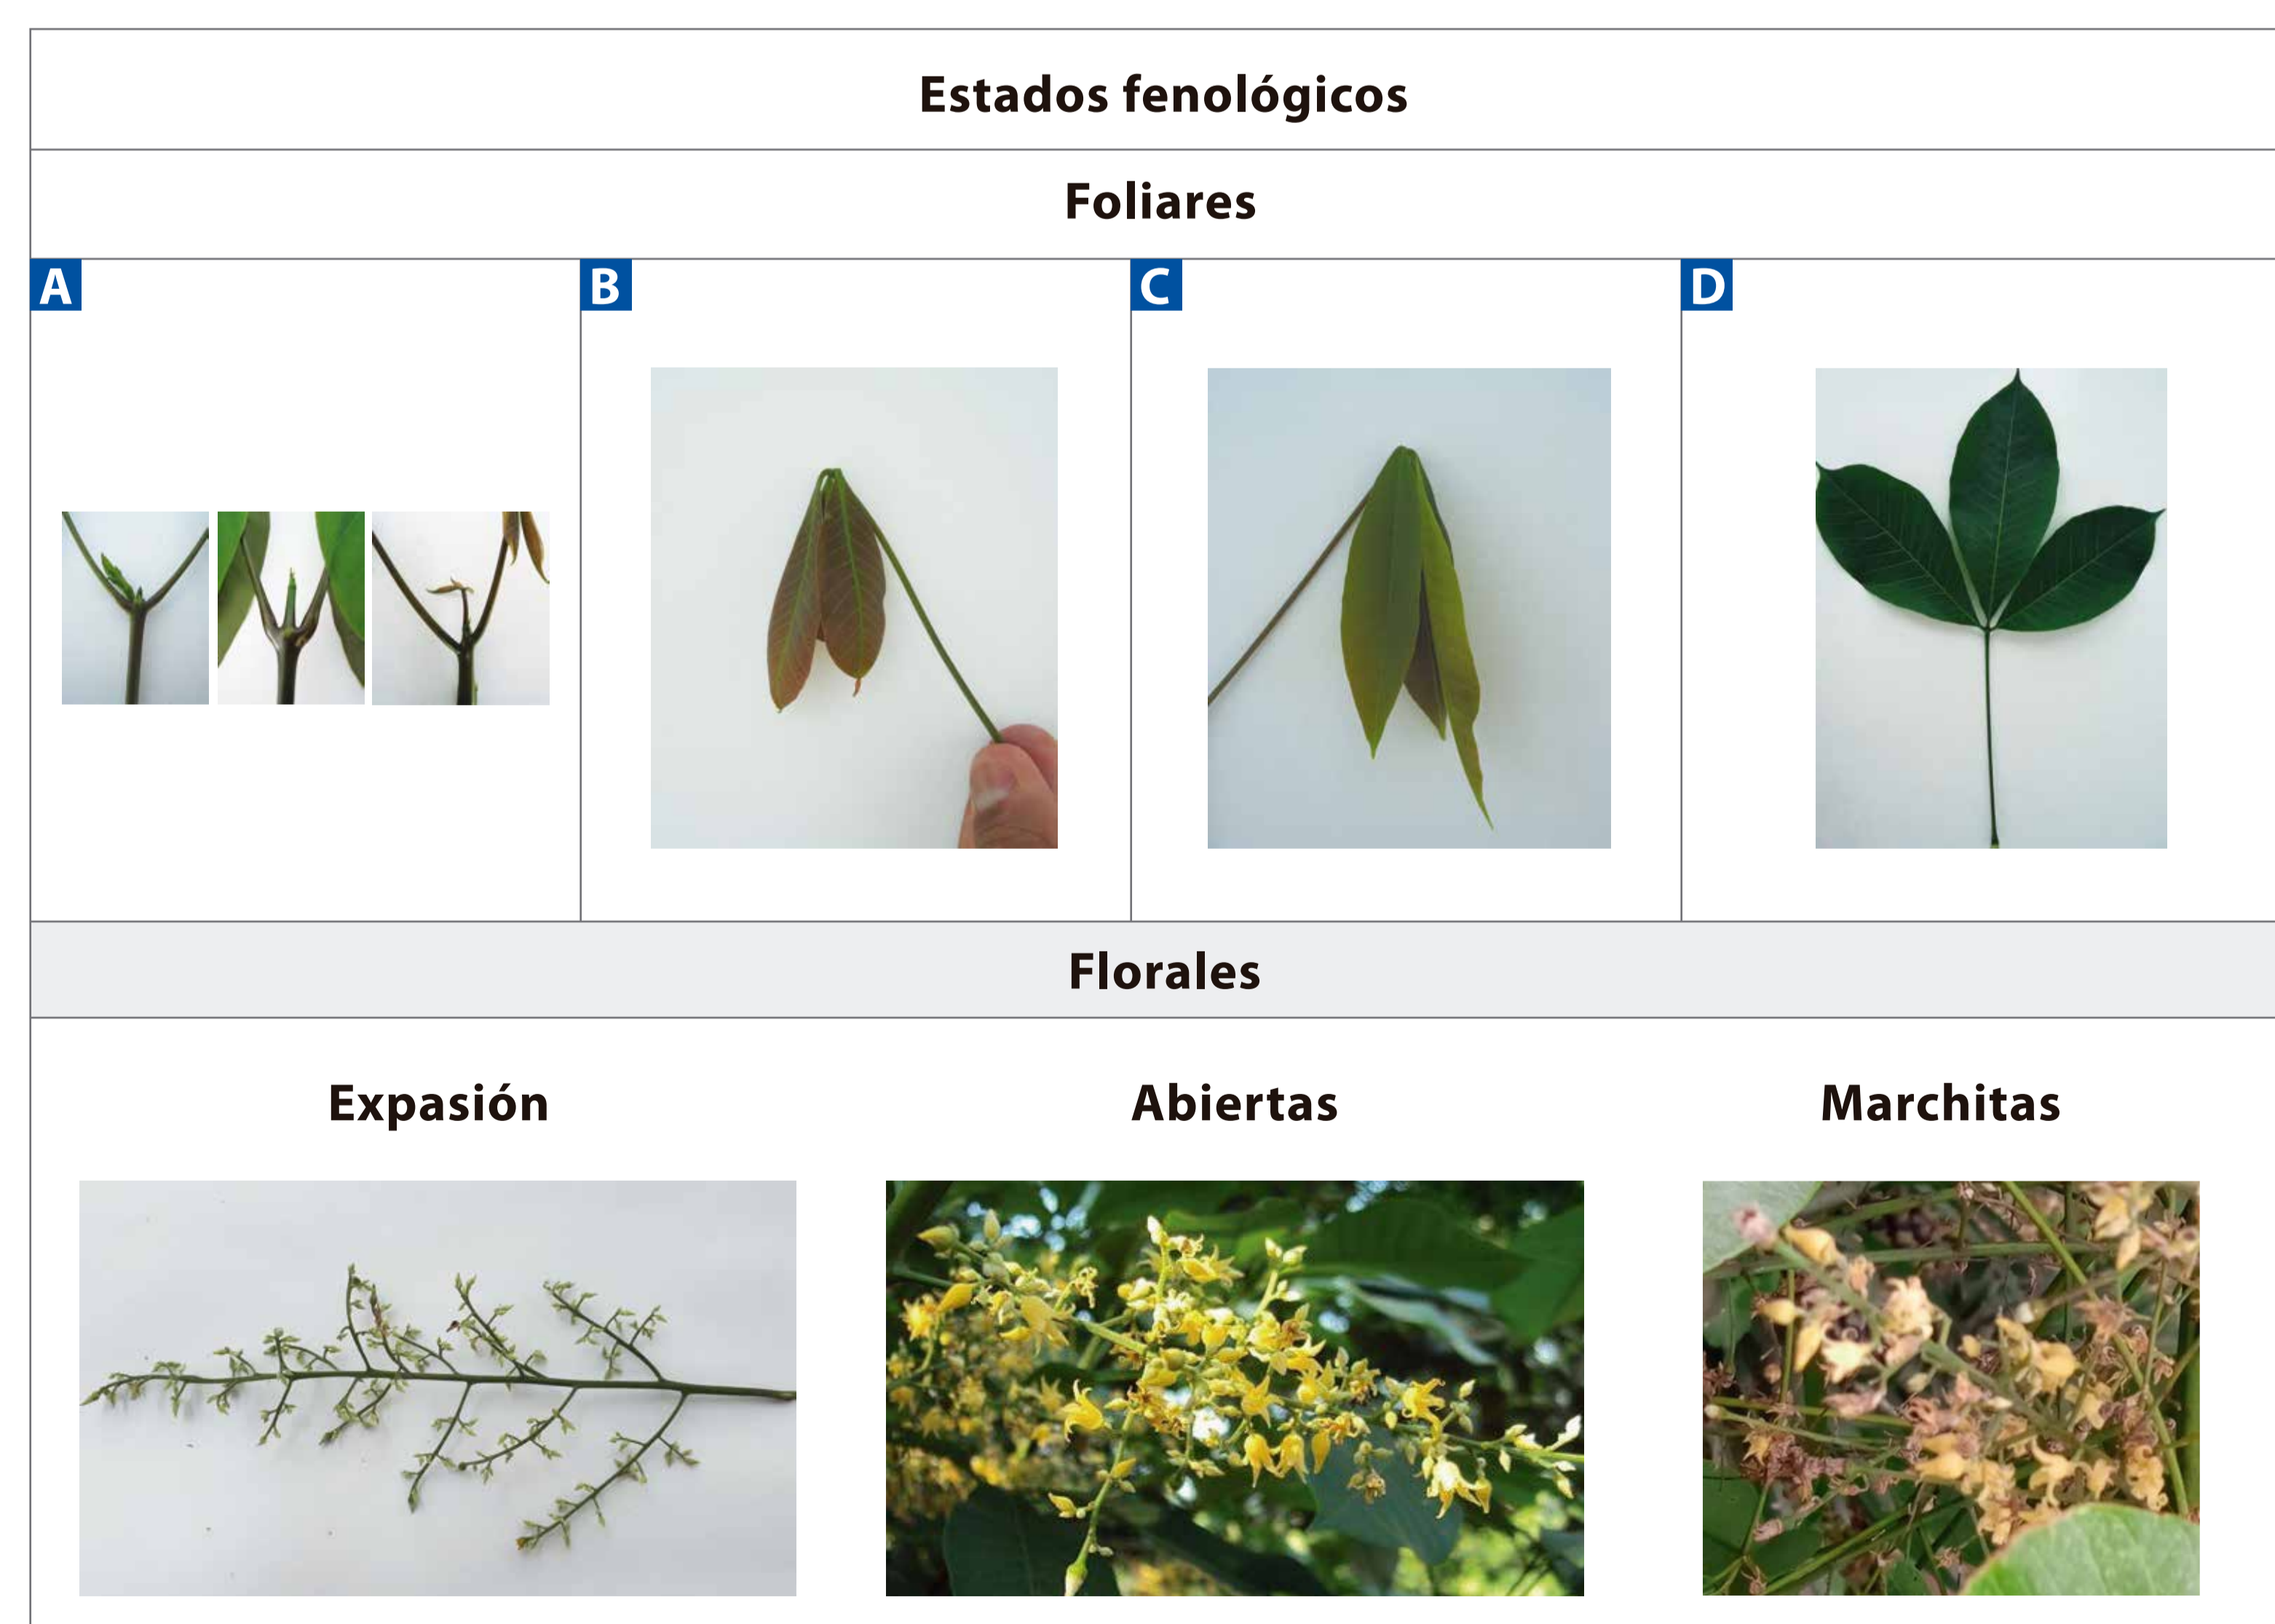 Estados fenológicos
Foliares
A
B
C
D
Florales
Expasión
Abiertas
Marchitas